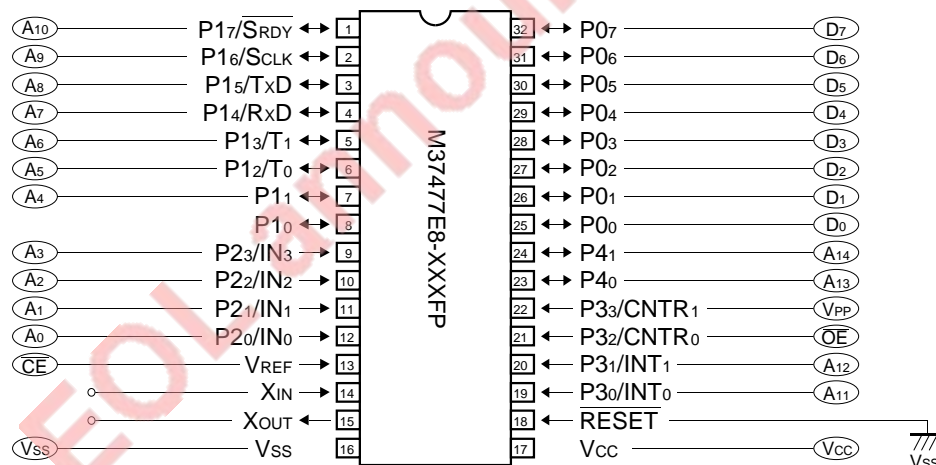 A10 P17/SRDY 1 32 P07 D7
A9 P16/SCLK 2 31 P06 D6
A8 P15/TxD 3 30 P05 D5
A7 P14/RxD 4 29 P04 D4
A6 P13/T1 5 28 P03 D3
A5 P12/T0 6 27 P02 D2
A4 P11 7 26 P01 D1
P10 8 25 P00 D0
A3 P23/IN3 9 24 P41 A14
A2 P22/IN2 10 23 P40 A13
A1 P21/IN1 11 22 P33/CNTR1 VPP
A0 P20/IN0 12 21 P32/CNTR0 OE
CE VREF 13 20 P31/INT1 A12
XIN 14 19 P30/INT0 A11
XOUT 15 18 RESET
Vss Vss 16 17 Vcc Vcc
Vss
M37477E8-XXXFP
EOL announ